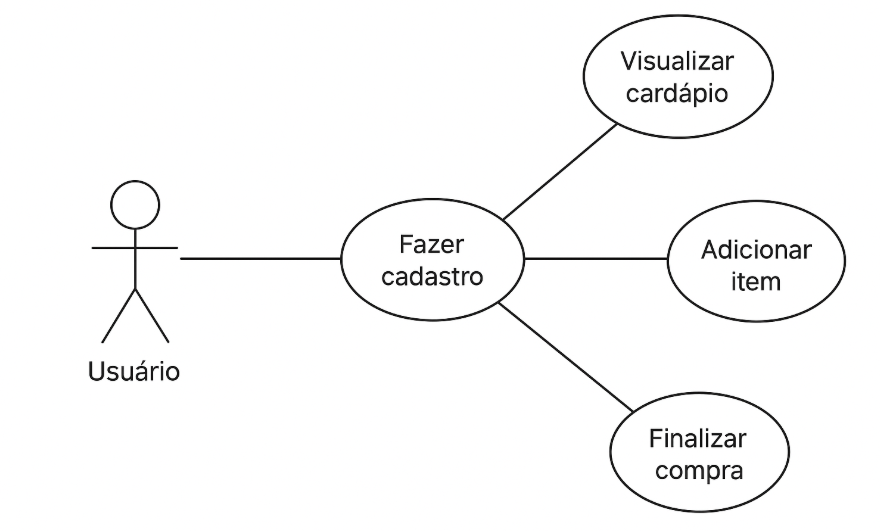 Visualizar
cardápio
Fazer
cadastro
Adicionar
item
Usuário
Finalizar
compra